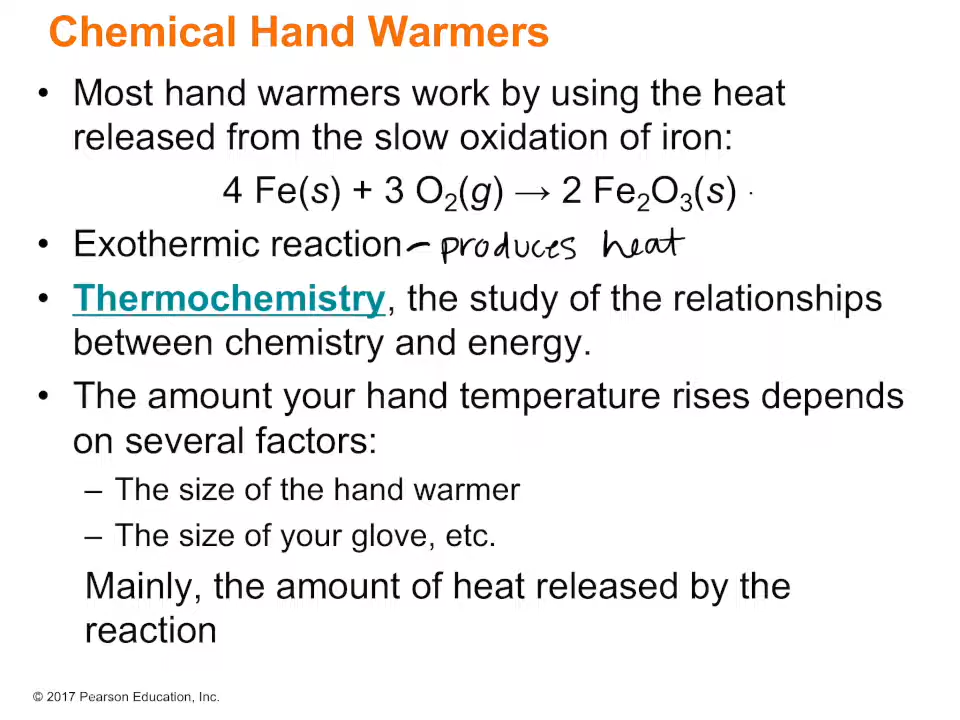 Chemical Hand Warmers
• Most hand warmers work by using the heat
released from the slow oxidation of iron:
4 Fe(s) + 3 O₂(g) → 2 Fe₂O₃(s)
• Exothermic reaction – produces heat
• Thermochemistry, the study of the relationships
between chemistry and energy.
• The amount your hand temperature rises depends
on several factors:
– The size of the hand warmer
– The size of your glove, etc.
Mainly, the amount of heat released by the
reaction
© 2017 Pearson Education, Inc.